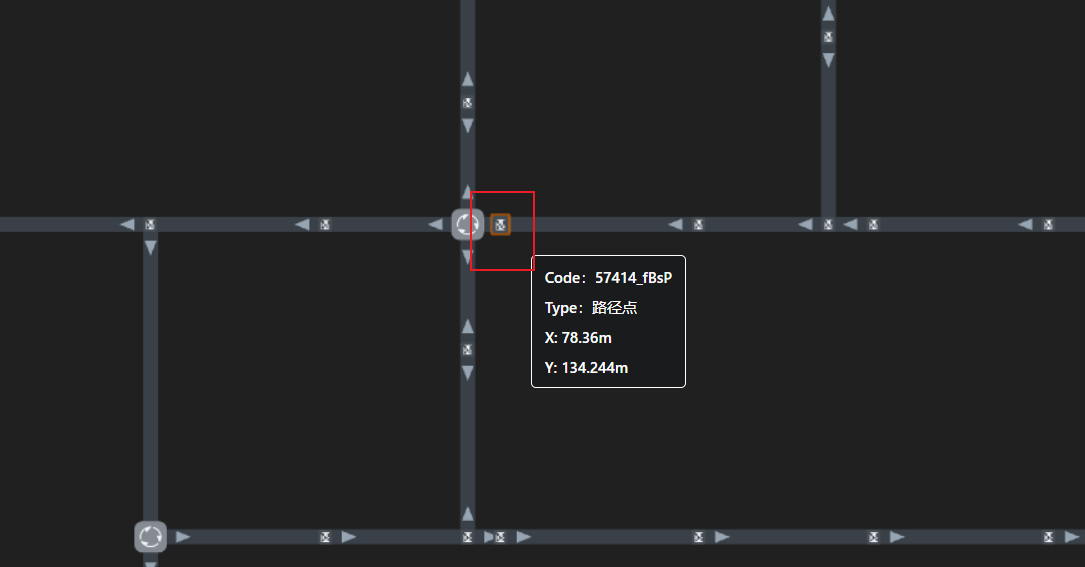 Code：57414_fBsP
Type：路径点
X: 78.36m
Y: 134.244m